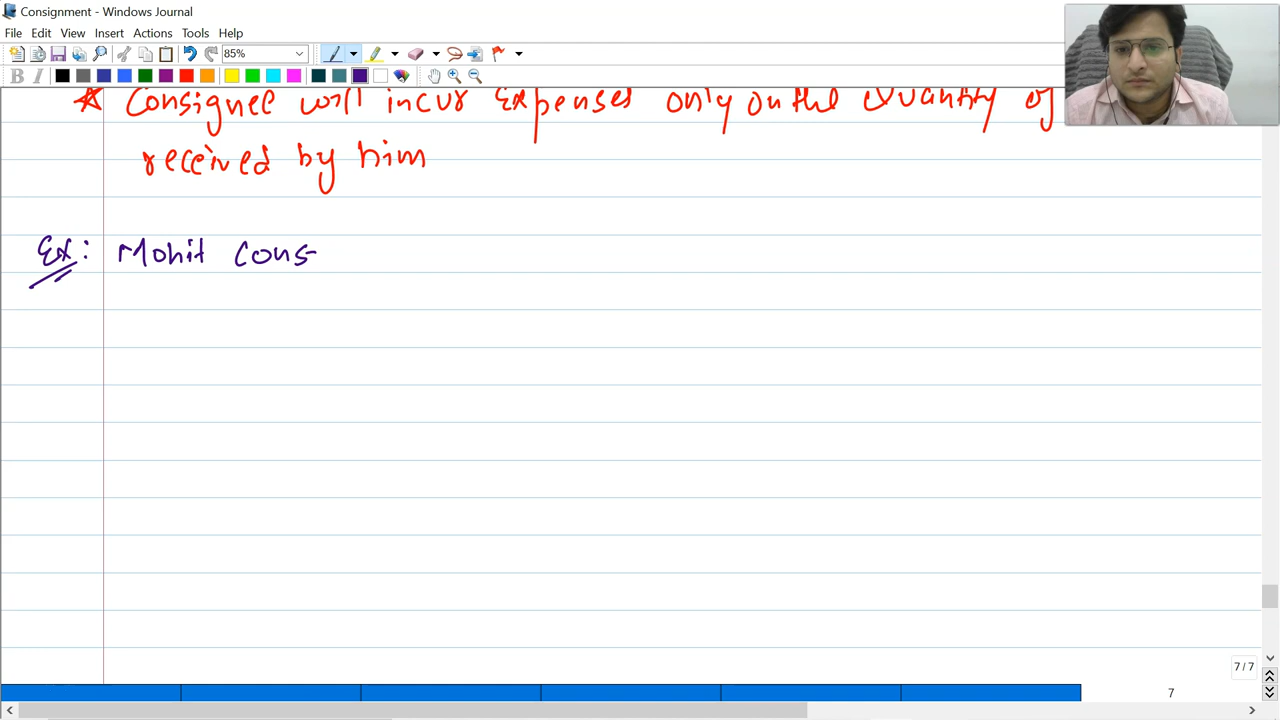 Consignment - Windows Journal
File Edit View Insert Actions Tools Help
85%
B I
☆ Consignee will incur Expenses only on the Quantity of
received by him
Ex: Mohit Cons
7 / 7
7